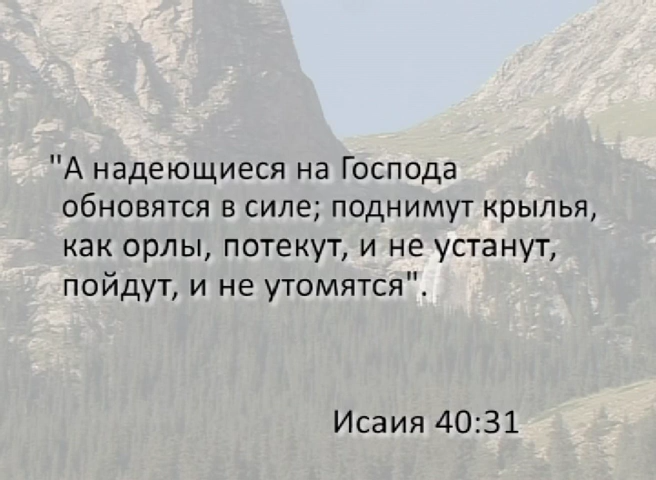 "А надеющиеся на Господа
обновятся в силе; поднимут крылья,
как орлы, потекут, и не устанут,
пойдут, и не утомятся".
Исаия 40:31